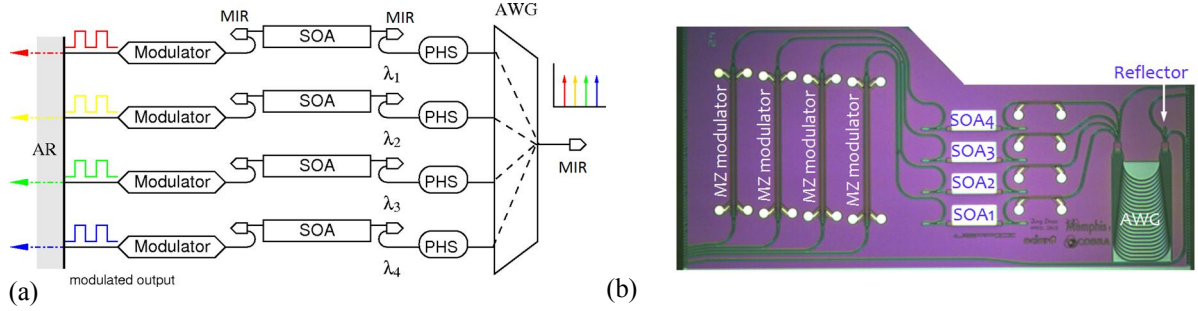 MIR MIR AWG
SOA
Modulator PHS
λ1
SOA
Modulator PHS
λ2
AR MIR
SOA
Modulator PHS
λ3
SOA
Modulator PHS
λ4
modulated output
(a)
MZ modulator
MZ modulator
MZ modulator
MZ modulator
Reflector
SOA4
SOA3
SOA2
SOA1
AWG
Memphis
COBRA
(b)